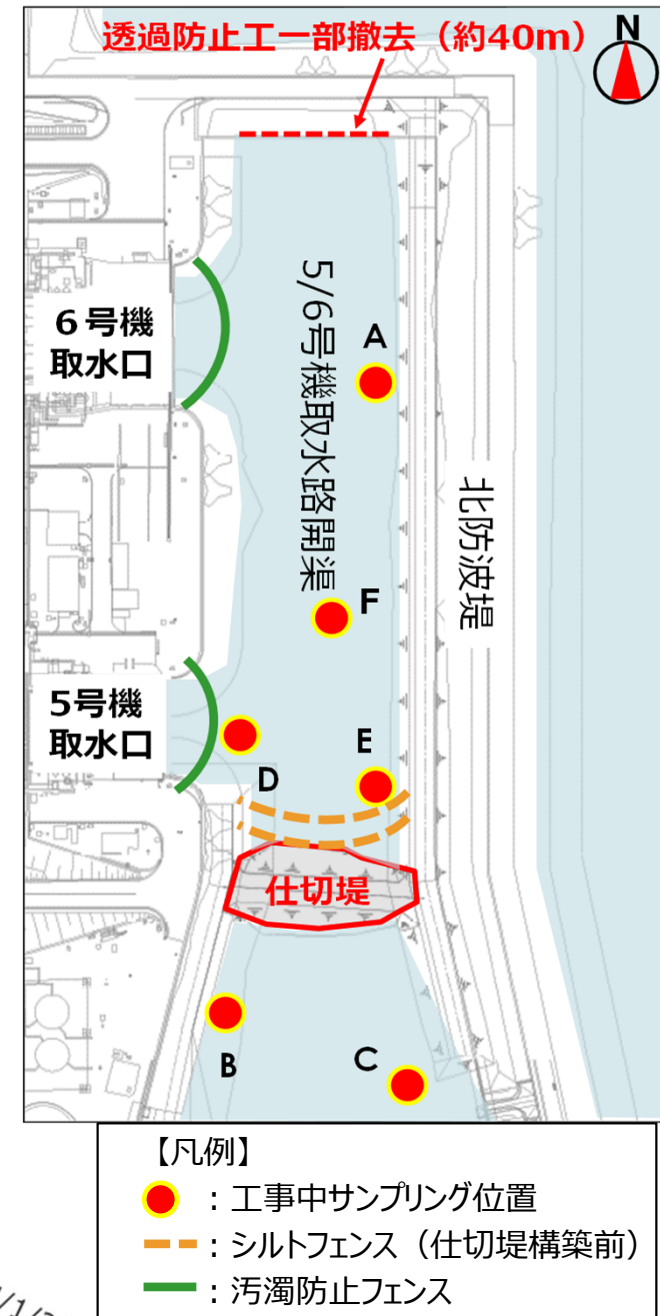 透過防止工一部撤去（約40m）
N
6号機
取水口
5/6号機取水路開渠
A
北防波堤
F
5号機
取水口
E
D
仕切堤
B
C
【凡例】
：工事中サンプリング位置
：シルトフェンス（仕切堤構築前）
：汚濁防止フェンス